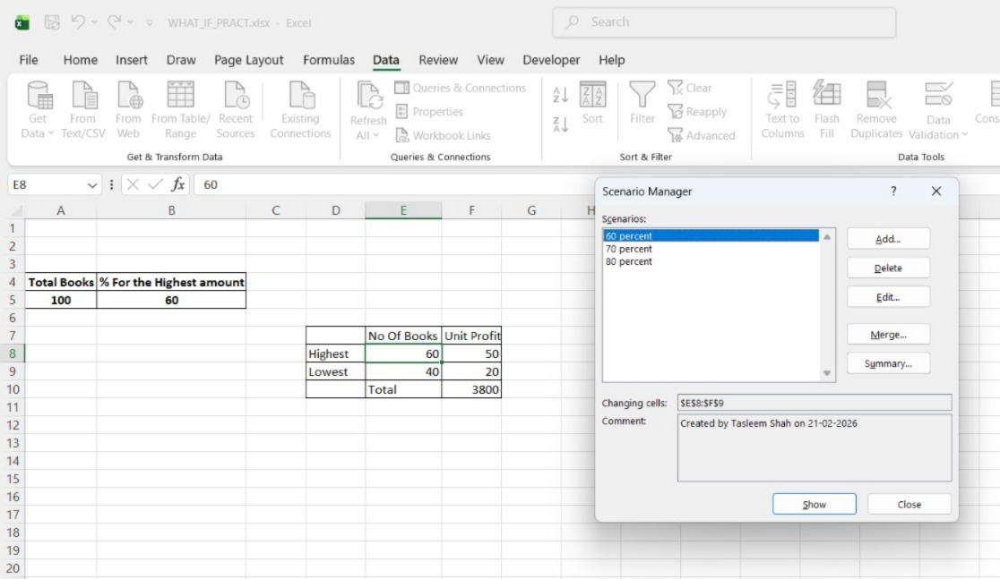 WHAT_IF_PRACT.xlsx - Excel
Search
File Home Insert Draw Page Layout Formulas Data Review View Developer Help
Get Data
From Text/CSV
From Web
From Table/ Range
Recent Sources
Existing Connections
Get & Transform Data
Refresh All
Queries & Connections
Properties
Workbook Links
Queries & Connections
Sort
Filter
Clear
Reapply
Advanced
Sort & Filter
Text to Columns
Flash Fill
Remove Duplicates
Data Validation
Cons
Data Tools
E8 fx 60
A B C D E F G H
1
2
3
4 Total Books % For the Highest amount
5 100 60
6
7 No Of Books Unit Profit
8 Highest 60 50
9 Lowest 40 20
10 Total 3800
11
12
13
14
15
16
17
18
19
20
Scenario Manager ?
Scenarios:
60 percent
70 percent
80 percent
Add...
Delete
Edit...
Merge...
Summary...
Changing cells: $E$8:$F$9
Comment: Created by Tasleem Shah on 21-02-2026
Show Close